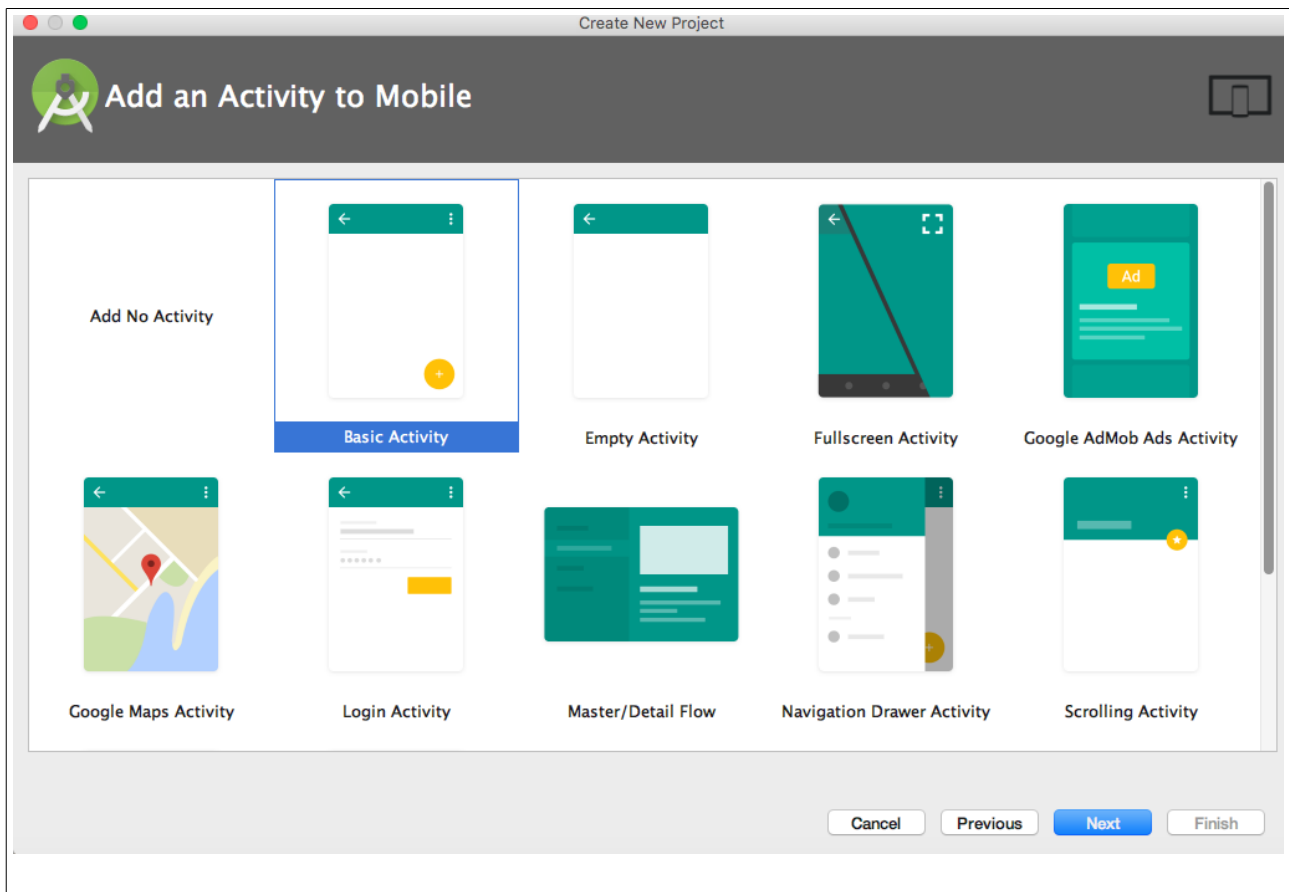 Create New Project
Add an Activity to Mobile
Add No Activity
Ad
Basic Activity
Empty Activity
Fullscreen Activity
Google AdMob Ads Activity
Google Maps Activity
Login Activity
Master/Detail Flow
Navigation Drawer Activity
Scrolling Activity
Cancel
Previous
Next
Finish